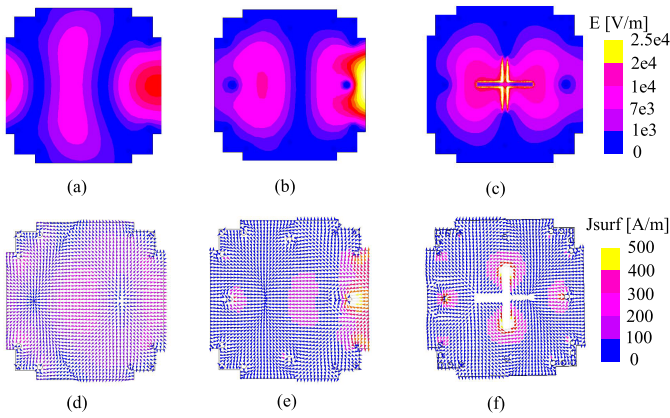 E [V/m]
2.5e4
2e4
1e4
7e3
1e3
0
(a)
(b)
(c)
Jsurf [A/m]
500
400
300
200
100
0
(d)
(e)
(f)